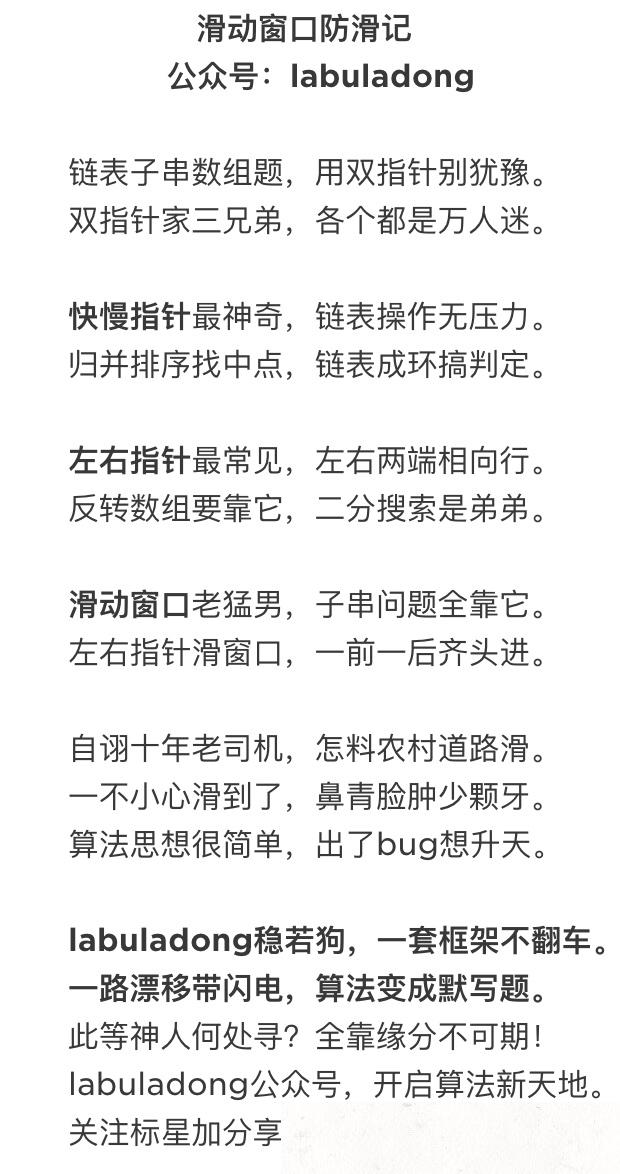 滑动窗口防滑记
公众号：labuladong
链表子串数组题，用双指针别犹豫。
双指针家三兄弟，各个都是万人迷。
快慢指针最神奇，链表操作无压力。
归并排序找中点，链表成环搞判定。
左右指针最常见，左右两端相向行。
反转数组要靠它，二分搜索是弟弟。
滑动窗口老猛男，子串问题全靠它。
左右指针滑窗口，一前一后齐头进。
自诩十年老司机，怎料农村道路滑。
一不小心滑到了，鼻青脸肿少颗牙。
算法思想很简单，出了bug想升天。
labuladong稳若狗，一套框架不翻车。
一路漂移带闪电，算法变成默写题。
此等神人何处寻？全靠缘分不可期！
labuladong公众号，开启算法新天地。
关注标星加分享